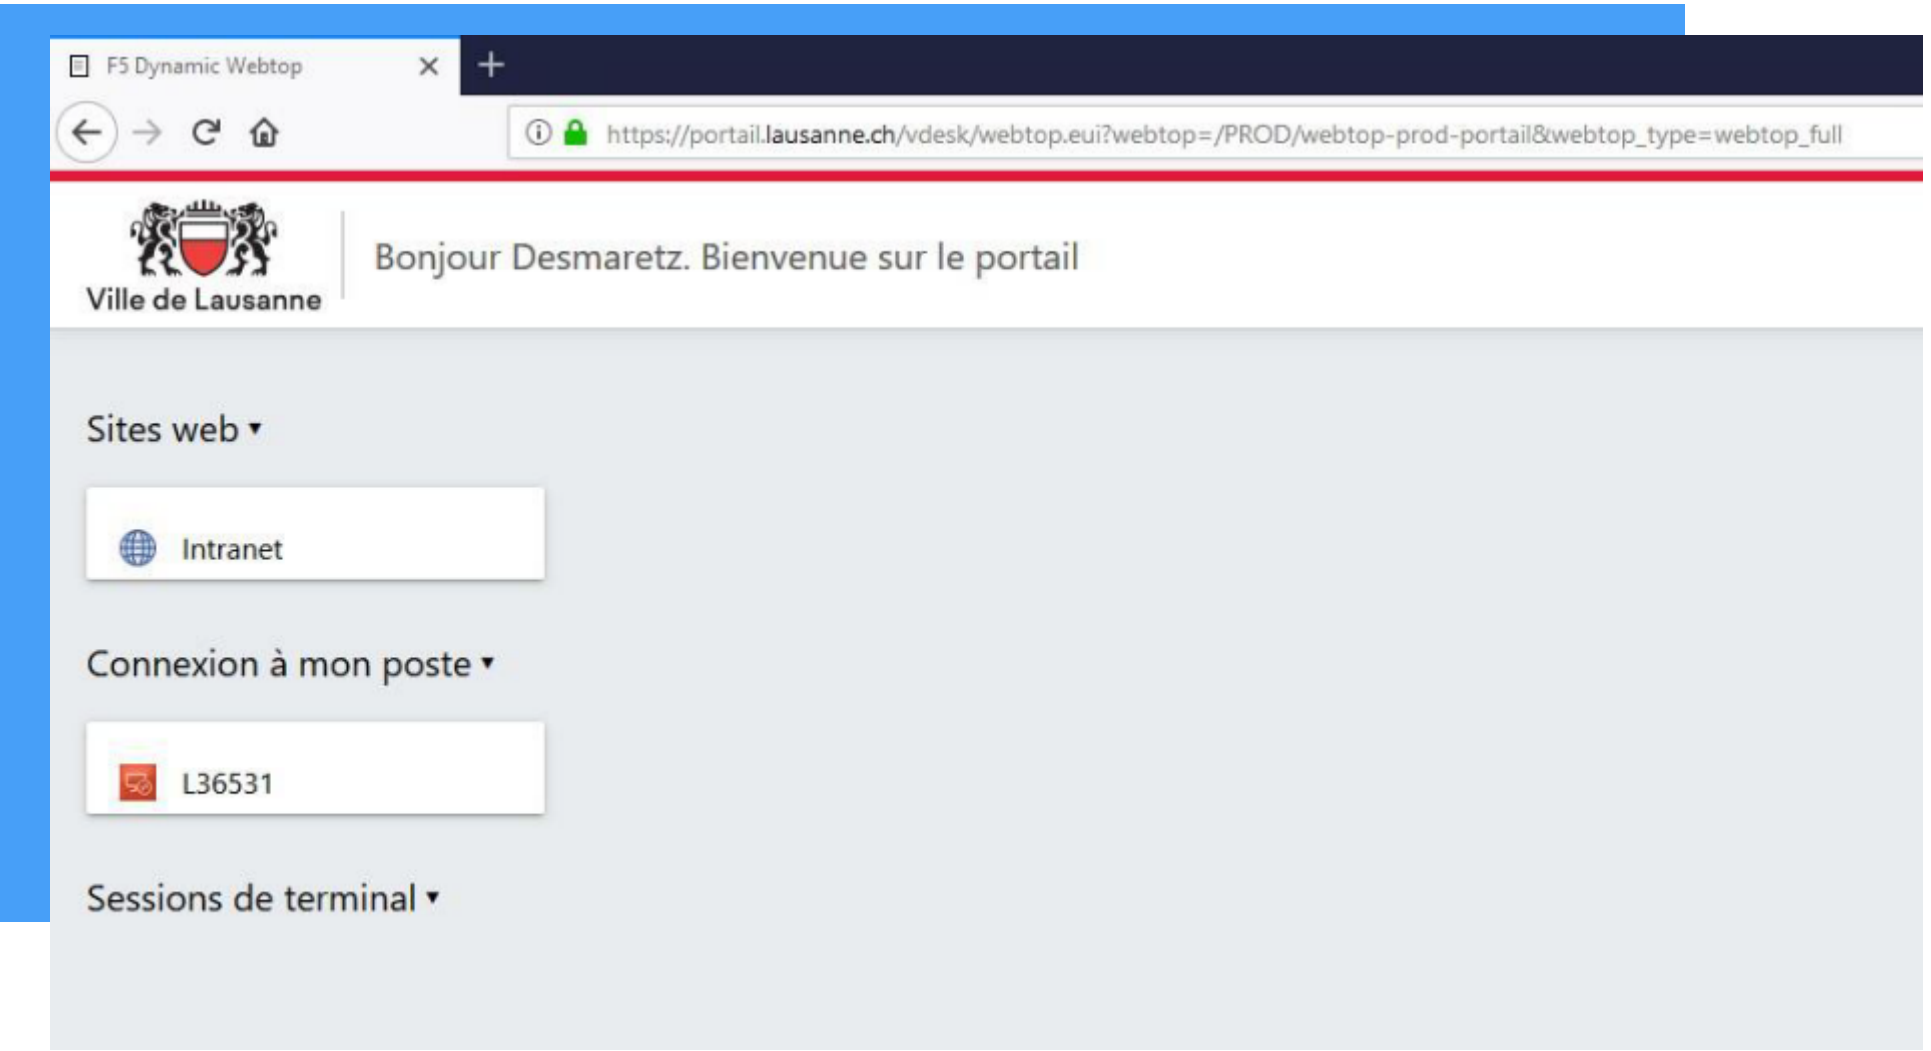 F5 Dynamic Webtop
https://portail.lausanne.ch/vdesk/webtop.eui?webtop=/PROD/webtop-prod-portail&webtop_type=webtop_full
Ville de Lausanne
Bonjour Desmaretz. Bienvenue sur le portail
Sites web
Intranet
Connexion à mon poste
L36531
Sessions de terminal